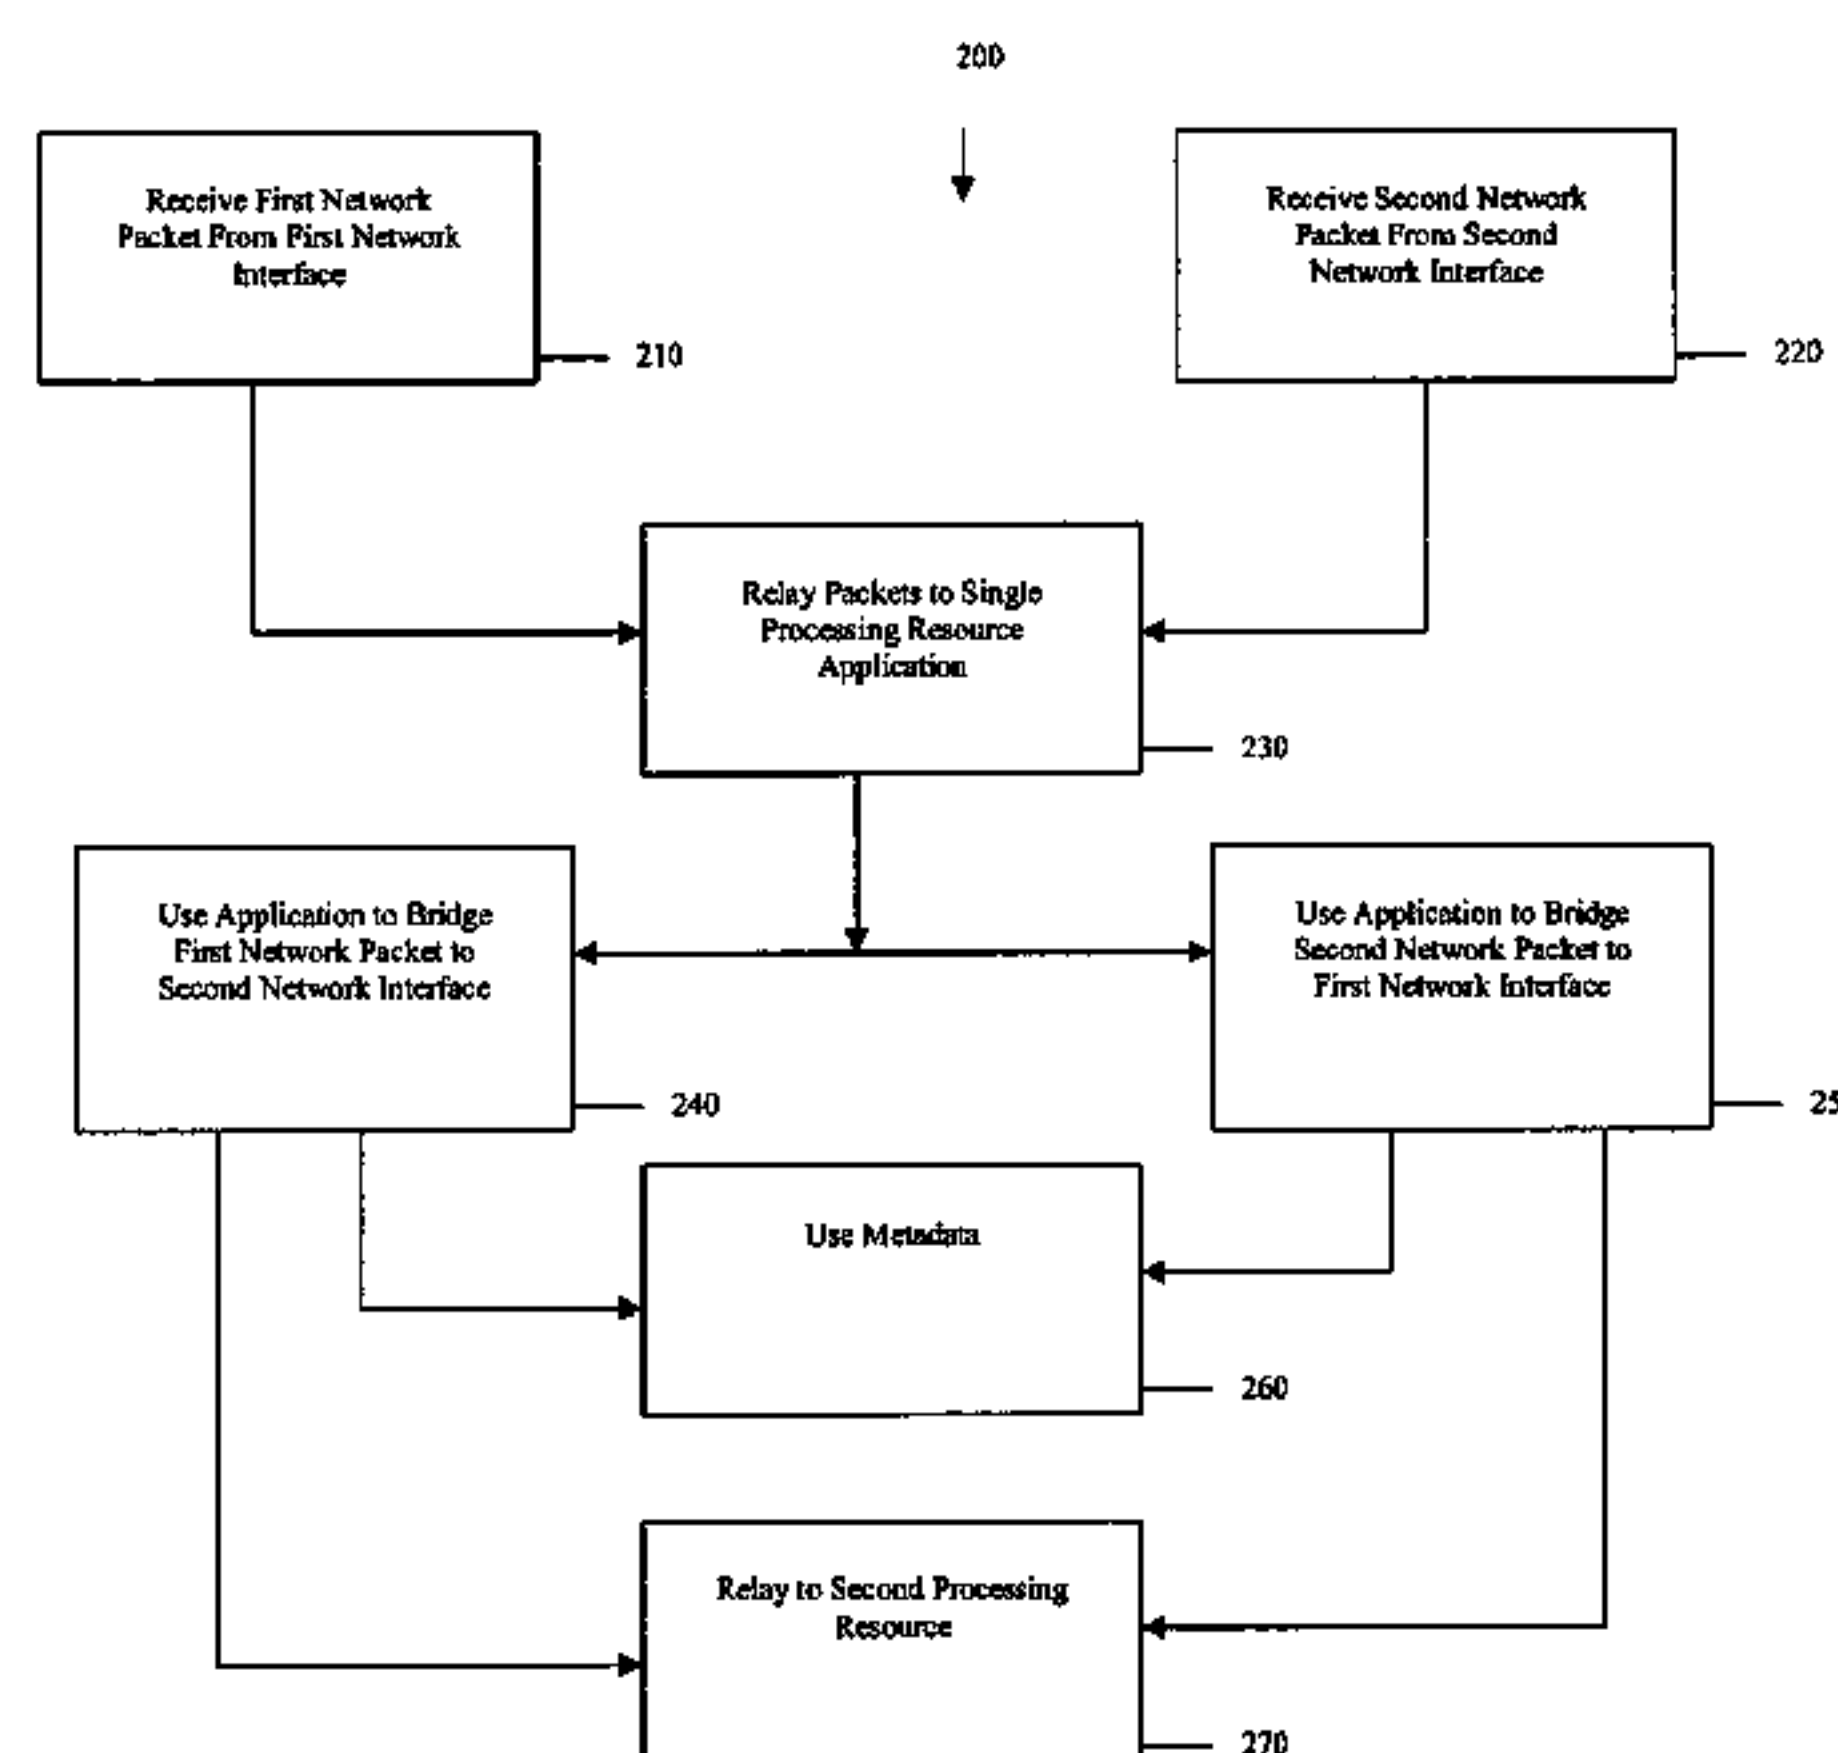 200
Receive First Network
Packet From First Network
Interface
210
Receive Second Network
Packet From Second
Network Interface
220
Relay Packets to Single
Processing Resource
Application
230
Use Application to Bridge
First Network Packet to
Second Network Interface
240
Use Application to Bridge
Second Network Packet to
First Network Interface
25
Use Metadata
260
Relay to Second Processing
Resource
270